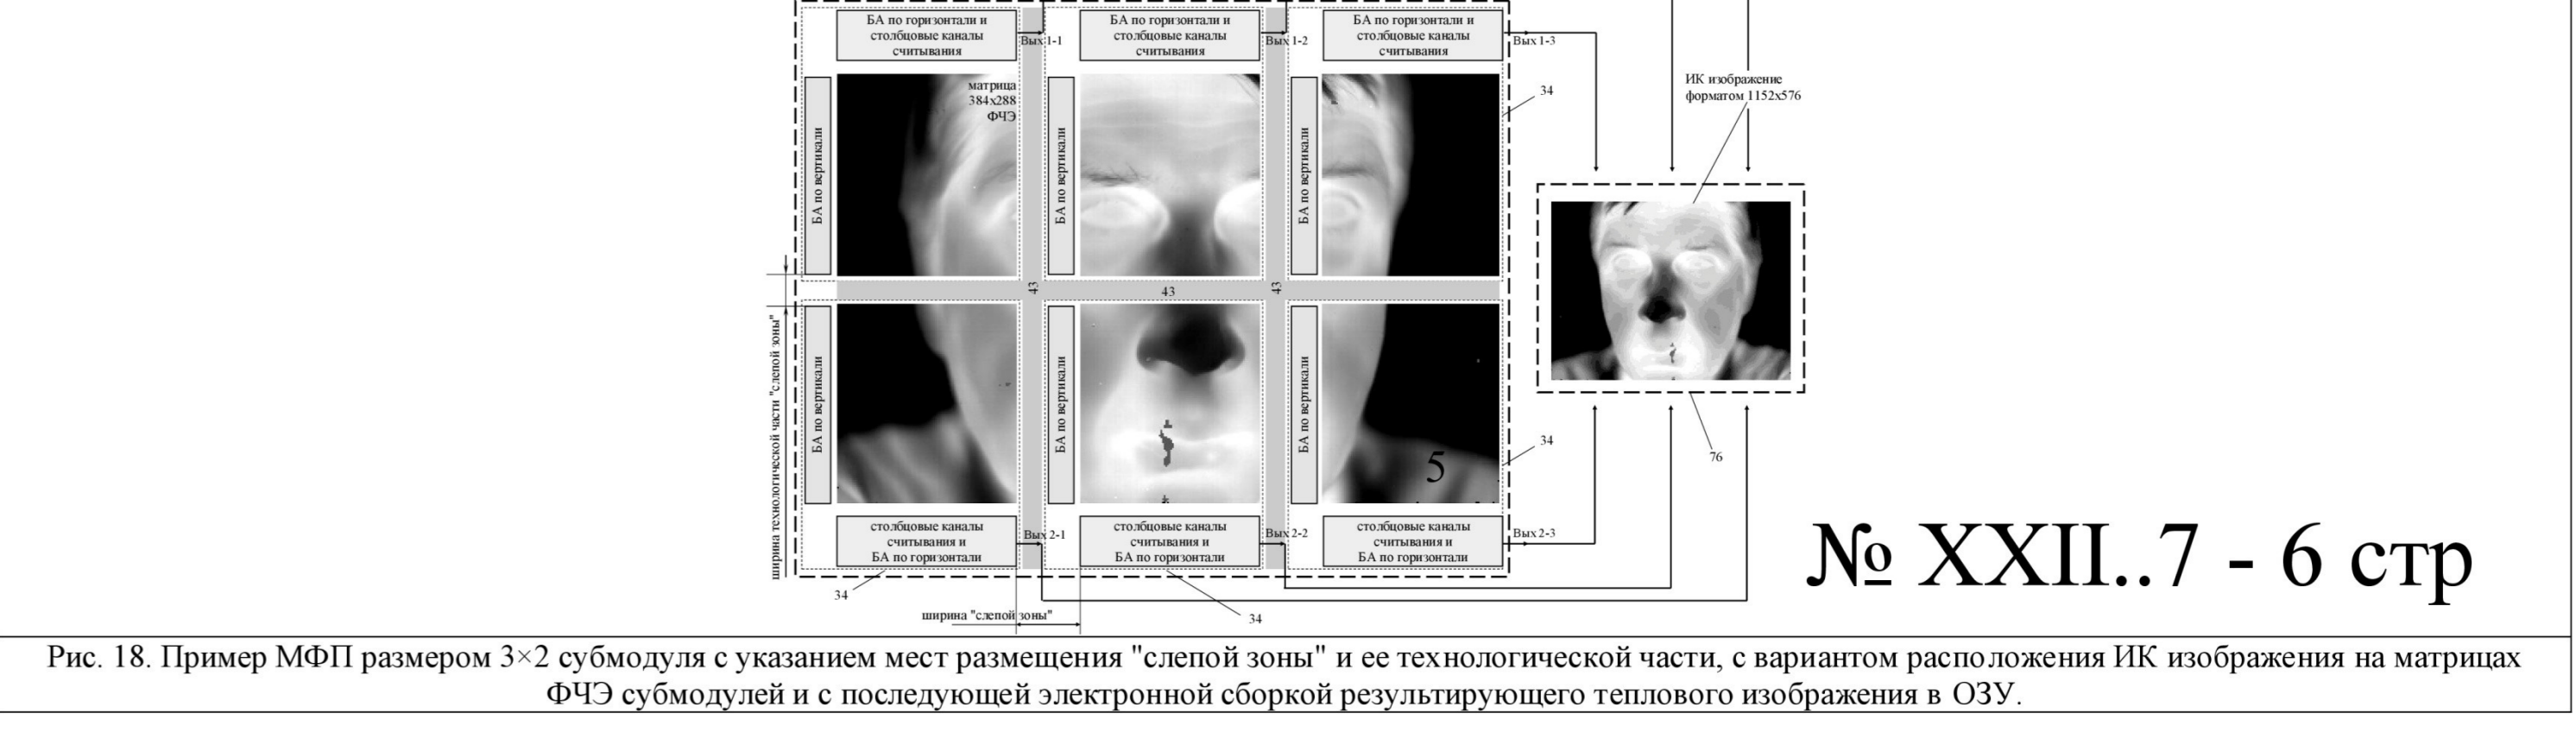 БА по горизонтали и
столбцовые каналы
считывания
Вых 1-1
БА по горизонтали и
столбцовые каналы
считывания
Вых 1-2
БА по горизонтали и
столбцовые каналы
считывания
Вых 1-3
БА по вертикали
матрица
384x288
ФЧЭ
БА по вертикали
БА по вертикали
34
ИК изображение
форматом 1152x576
43
43
43
ширина технологической части "слепой зоны"
БА по вертикали
БА по вертикали
БА по вертикали
5
34
76
столбцовые каналы
считывания и
БА по горизонтали
Вых 2-1
столбцовые каналы
считывания и
БА по горизонтали
Вых 2-2
столбцовые каналы
считывания и
БА по горизонтали
Вых 2-3
34
ширина "слепой зоны"
34
№ XXII..7 - 6 стр
Рис. 18. Пример МФП размером 3×2 субмодуля с указанием мест размещения "слепой зоны" и ее технологической части, с вариантом расположения ИК изображения на матрицах
ФЧЭ субмодулей и с последующей электронной сборкой результирующего теплового изображения в ОЗУ.